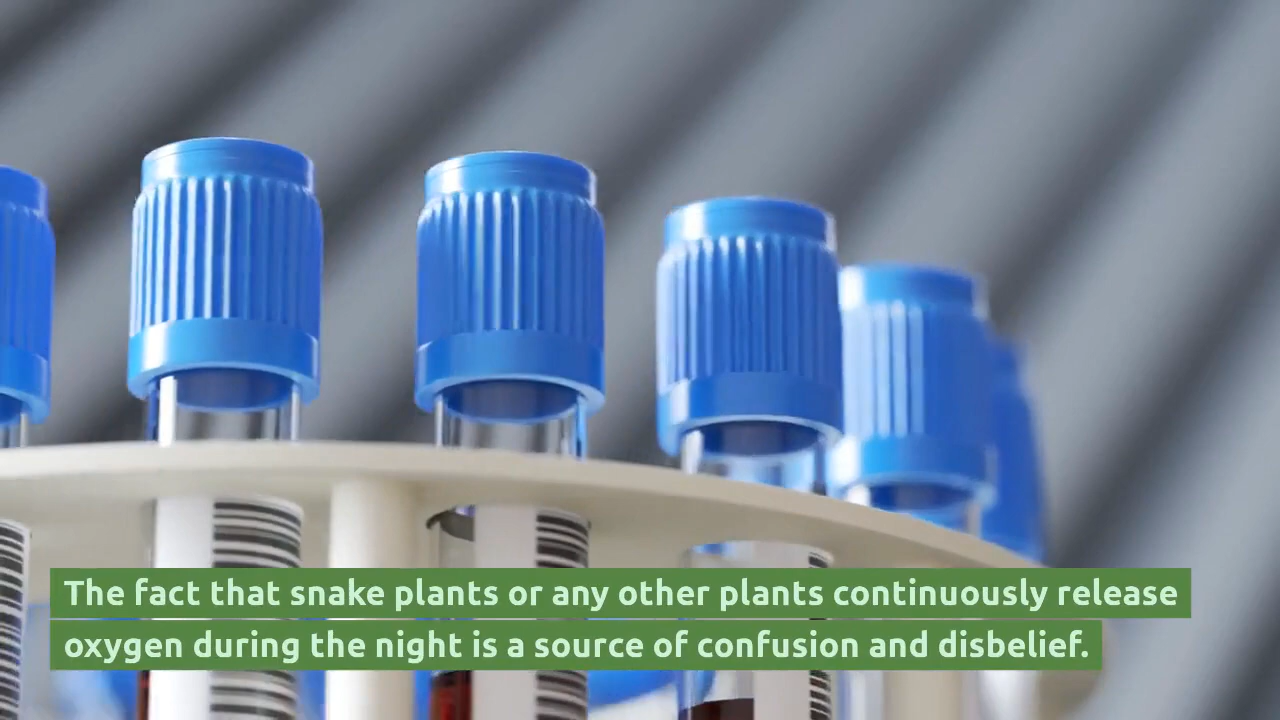 The fact that snake plants or any other plants continuously release
oxygen during the night is a source of confusion and disbelief.